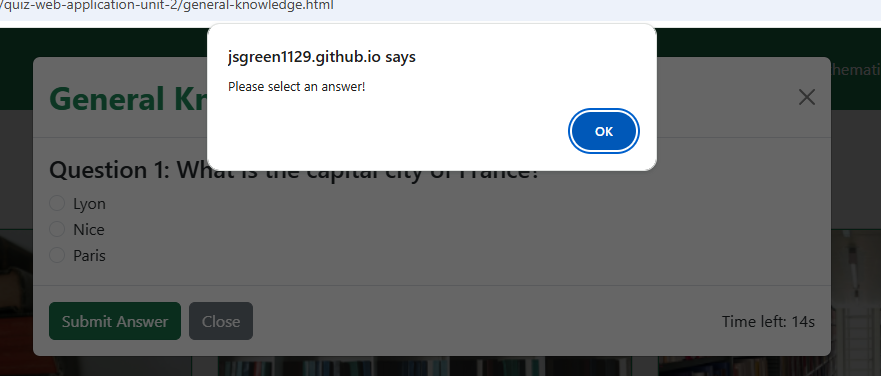 /quiz-web-application-unit-2/general-knowledge.html
jsgreen1129.github.io says
Please select an answer!
OK
hemati
General Kn
Question 1: What is the capital city of France?
Lyon
Nice
Paris
Submit Answer
Close
Time left: 14s